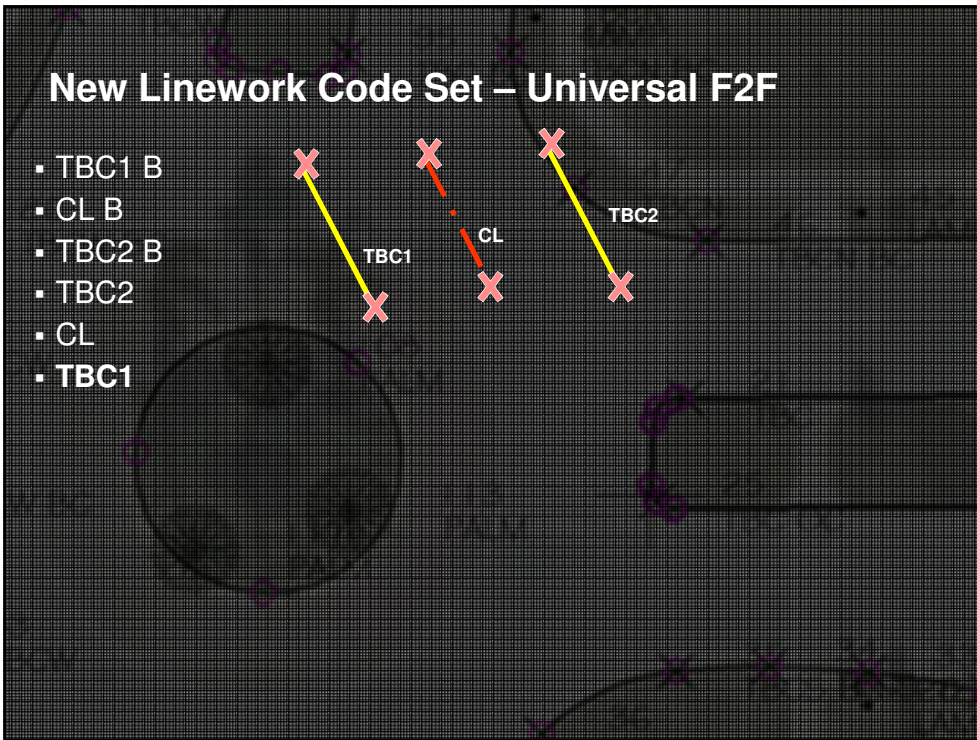 New Linework Code Set – Universal F2F
▪ TBC1 B
▪ CL B
▪ TBC2 B
▪ TBC2
▪ CL
▪ TBC1
TBC1
CL
TBC2